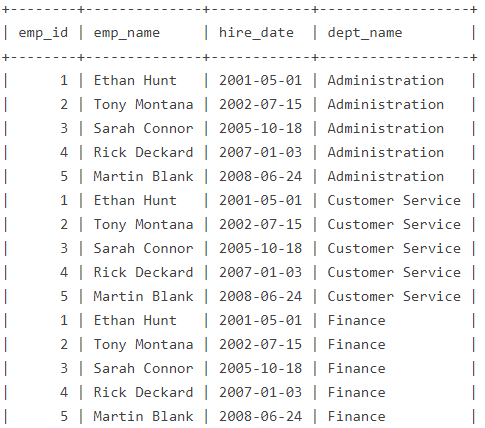 +--------+--------------+------------+------------------+
| emp_id | emp_name     | hire_date  | dept_name        |
+--------+--------------+------------+------------------+
|      1 | Ethan Hunt   | 2001-05-01 | Administration   |
|      2 | Tony Montana | 2002-07-15 | Administration   |
|      3 | Sarah Connor | 2005-10-18 | Administration   |
|      4 | Rick Deckard | 2007-01-03 | Administration   |
|      5 | Martin Blank | 2008-06-24 | Administration   |
|      1 | Ethan Hunt   | 2001-05-01 | Customer Service |
|      2 | Tony Montana | 2002-07-15 | Customer Service |
|      3 | Sarah Connor | 2005-10-18 | Customer Service |
|      4 | Rick Deckard | 2007-01-03 | Customer Service |
|      5 | Martin Blank | 2008-06-24 | Customer Service |
|      1 | Ethan Hunt   | 2001-05-01 | Finance          |
|      2 | Tony Montana | 2002-07-15 | Finance          |
|      3 | Sarah Connor | 2005-10-18 | Finance          |
|      4 | Rick Deckard | 2007-01-03 | Finance          |
|      5 | Martin Blank | 2008-06-24 | Finance          |